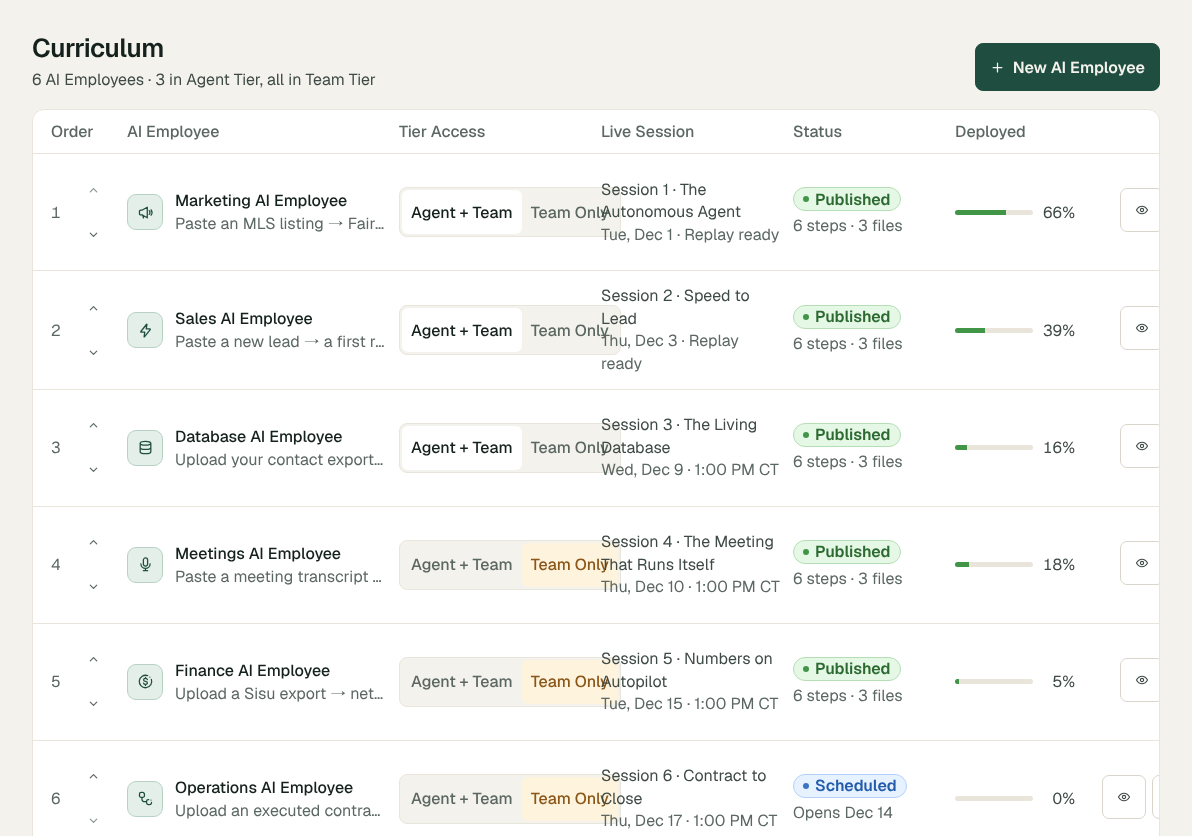 Curriculum
6 AI Employees · 3 in Agent Tier, all in Team Tier
+ New AI Employee
Order AI Employee Tier Access Live Session Status Deployed
1
Marketing AI Employee
Paste an MLS listing → Fair…
Agent + Team Team Only
Session 1 · The
Autonomous Agent
Tue, Dec 1 · Replay ready
Published
6 steps · 3 files
66%
2
Sales AI Employee
Paste a new lead → a first r…
Agent + Team Team Only
Session 2 · Speed to
Lead
Thu, Dec 3 · Replay
ready
Published
6 steps · 3 files
39%
3
Database AI Employee
Upload your contact export…
Agent + Team Team Only
Session 3 · The Living
Database
Wed, Dec 9 · 1:00 PM CT
Published
6 steps · 3 files
16%
4
Meetings AI Employee
Paste a meeting transcript …
Agent + Team Team Only
Session 4 · The Meeting
That Runs Itself
Thu, Dec 10 · 1:00 PM CT
Published
6 steps · 3 files
18%
5
Finance AI Employee
Upload a Sisu export → net…
Agent + Team Team Only
Session 5 · Numbers on
Autopilot
Tue, Dec 15 · 1:00 PM CT
Published
6 steps · 3 files
5%
6
Operations AI Employee
Upload an executed contra…
Agent + Team Team Only
Session 6 · Contract to
Close
Thu, Dec 17 · 1:00 PM CT
Scheduled
Opens Dec 14
0%